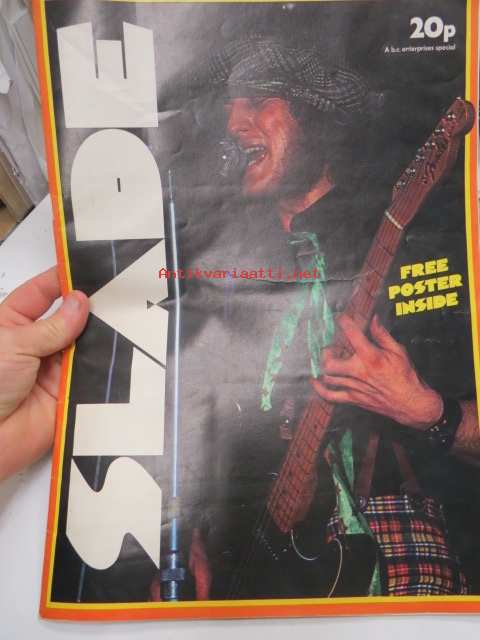 20p
A b.c. enterprises special
SLADE
FREE
POSTER
INSIDE
Antikvariaatti.net